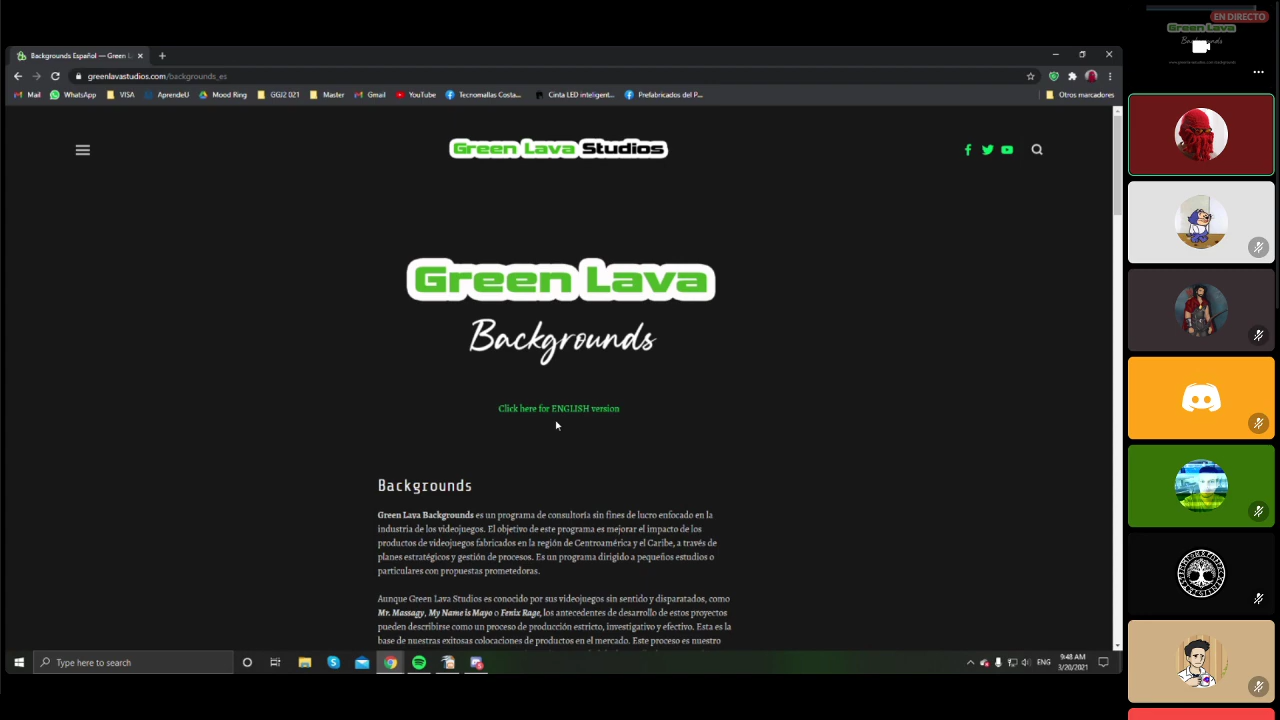 EN DIRECTO
Green Lava
Backgrounds
Backgrounds Español — Green L
greenlavastudios.com/backgrounds_es
Mail WhatsApp VISA AprendeU Mood Ring GGJ2 DZ1 Master Gmail YouTube Tecnomallas Costa... Cinta LED inteligent... Prefabricados del P... Otros marcadores
Green Lava Studios
Green Lava
Backgrounds
Click here for ENGLISH version
Backgrounds
Green Lava Backgrounds es un programa de consultoria sin fines de lucro enfocado en la
industria de los videojuegos. El objetivo de este programa es mejorar el impacto de los
productos de videojuegos fabricados en la región de Centroamérica y el Caribe, a través de
planes estratégicos y gestión de procesos. Es un programa dirigido a pequeños estudios o
particulares con propuestas prometedoras.
Aunque Green Lava Studios es conocido por sus videojuegos sin sentido y disparatados, como
Mr. Massagy, My Name is Mayo o Fenix Rage, los antecedentes de desarrollo de estos proyectos
pueden describirse como un proceso de producción estricto, investigativo y efectivo. Esta es la
base de nuestras exitosas colocaciones de productos en el mercado. Este proceso es nuestro
Type here to search
ENG
9:48 AM
3/20/2021